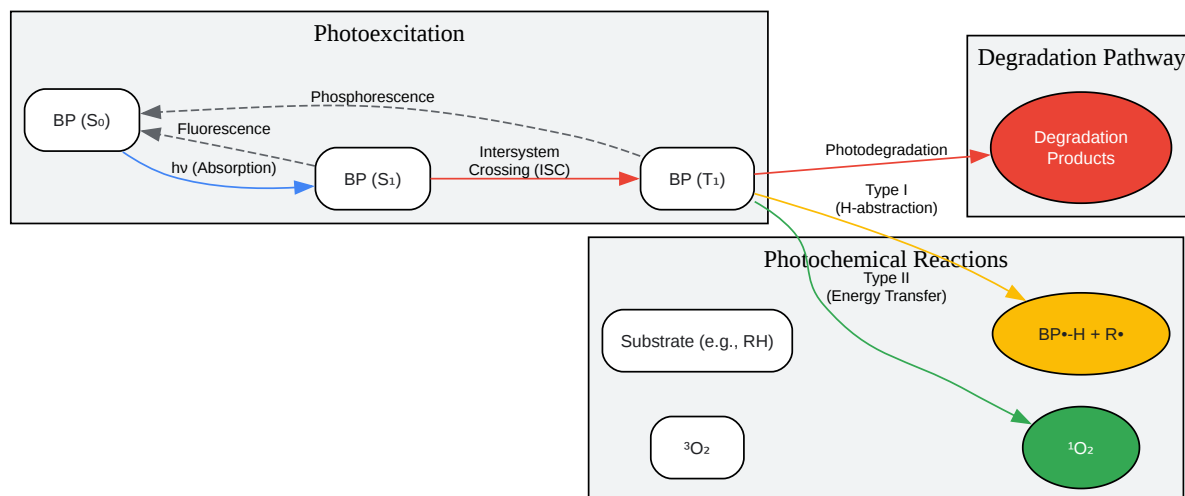 Photoexcitation
Degradation Pathway
BP (S₀)
Phosphorescence
Fluorescence
hν (Absorption)
BP (S₁)
Intersystem
Crossing (ISC)
BP (T₁)
Photodegradation
Degradation
Products
Type I
(H-abstraction)
Photochemical Reactions
Type II
(Energy Transfer)
Substrate (e.g., RH)
BP•-H + R•
³O₂
¹O₂